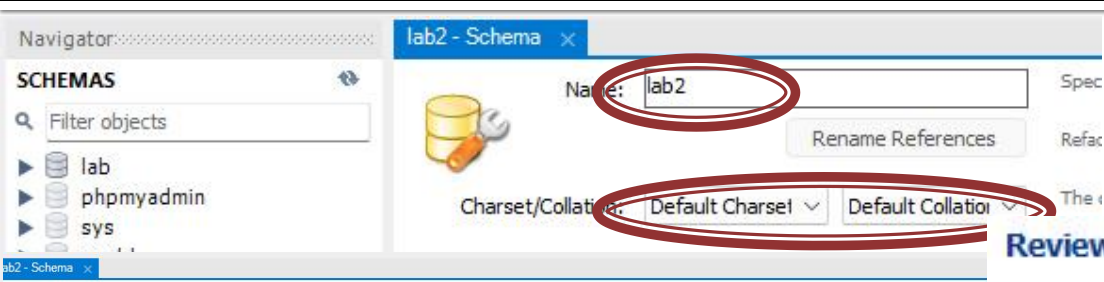 Navigator
lab2 - Schema ×
SCHEMAS
Name: lab2
Filter objects
Rename References
lab
phpmyadmin
Charset/Collation: Default Charset Default Collation
sys
Review
ab2 - Schema ×